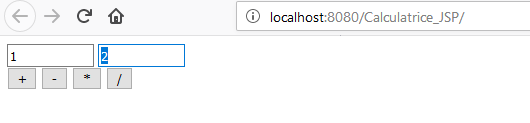 localhost:8080/Calculatrice_JSP/
1 2
+ - * /